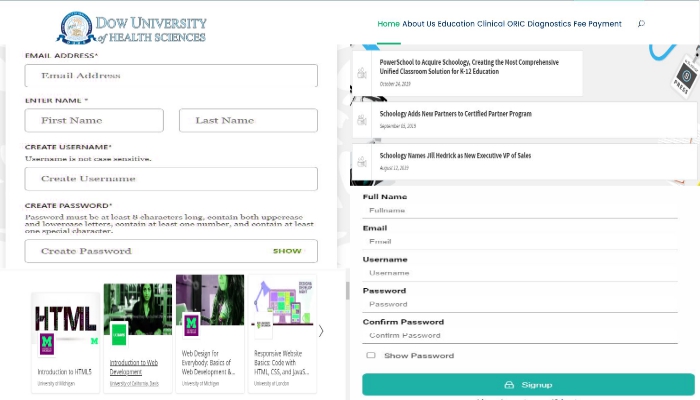 DOW UNIVERSITY
of HEALTH SCIENCES
Home About Us Education Clinical ORIC Diagnostics Fee Payment
EMAIL ADDRESS*
Email Address
ENTER NAME *
First Name
Last Name
CREATE USERNAME*
Username is not case sensitive.
Create Username
CREATE PASSWORD*
Password must be at least 8 characters long, contain both uppercase
and lowercase letters, contain at least one number, and contain at least
one special character.
Create Password
SHOW
PowerSchool to Acquire Schoology, Creating the Most Comprehensive
Unified Classroom Solution for K-12 Education
October 24, 2019
Schoology Adds New Partners to Certified Partner Program
September 03, 2019
Schoology Names Jill Hedrick as New Executive VP of Sales
August 12, 2019
PRESS
Full Name
Fullname
Email
Email
Username
Username
Password
Password
Confirm Password
Confirm Password
Show Password
Signup
HTML
M
M
Introduction to HTML5
University of Michigan
Introduction to Web
Development
University of California, Davis
M
Web Design for
Everybody: Basics of
Web Development &...
University of Michigan
Responsive Website
Basics: Code with
HTML, CSS, and JavaS...
University of London